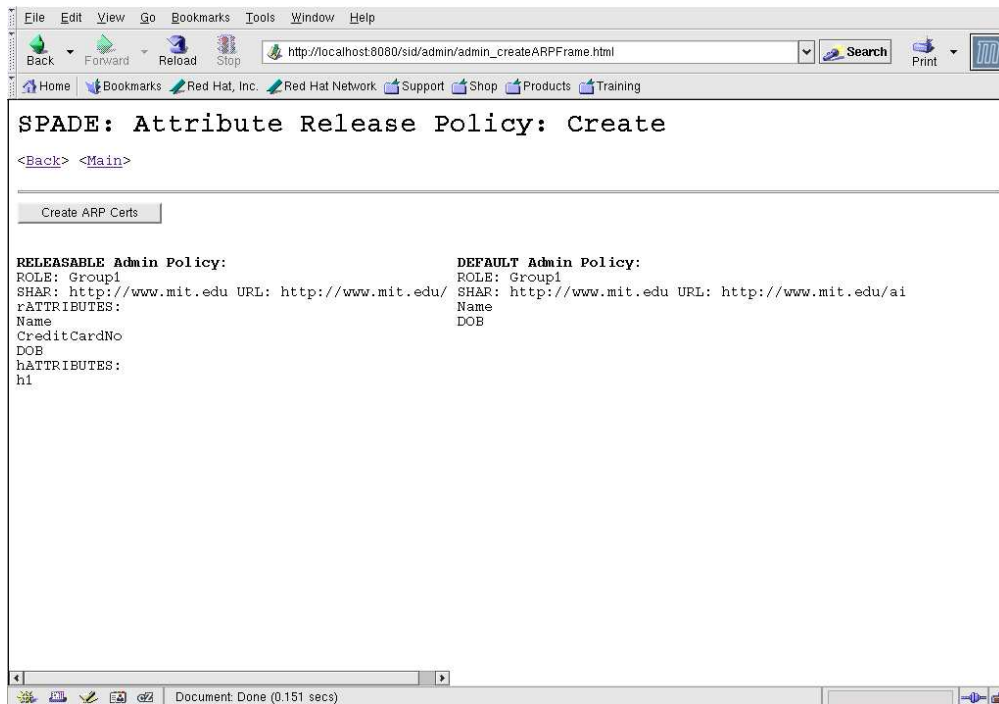 File Edit View Go Bookmarks Tools Window Help
Back Forward Reload Stop http://localhost:8080/sid/admin/admin_createARPFrame.html Search Print
Home Bookmarks Red Hat, Inc. Red Hat Network Support Shop Products Training
SPADE: Attribute Release Policy: Create
<Back> <Main>
Create ARP Certs
RELEASABLE Admin Policy:
ROLE: Group1
SHAR: http://www.mit.edu URL: http://www.mit.edu/
rATTRIBUTES:
Name
CreditCardNo
DOB
hATTRIBUTES:
h1
DEFAULT Admin Policy:
ROLE: Group1
SHAR: http://www.mit.edu URL: http://www.mit.edu/ai
Name
DOB
Document: Done (0.151 secs)